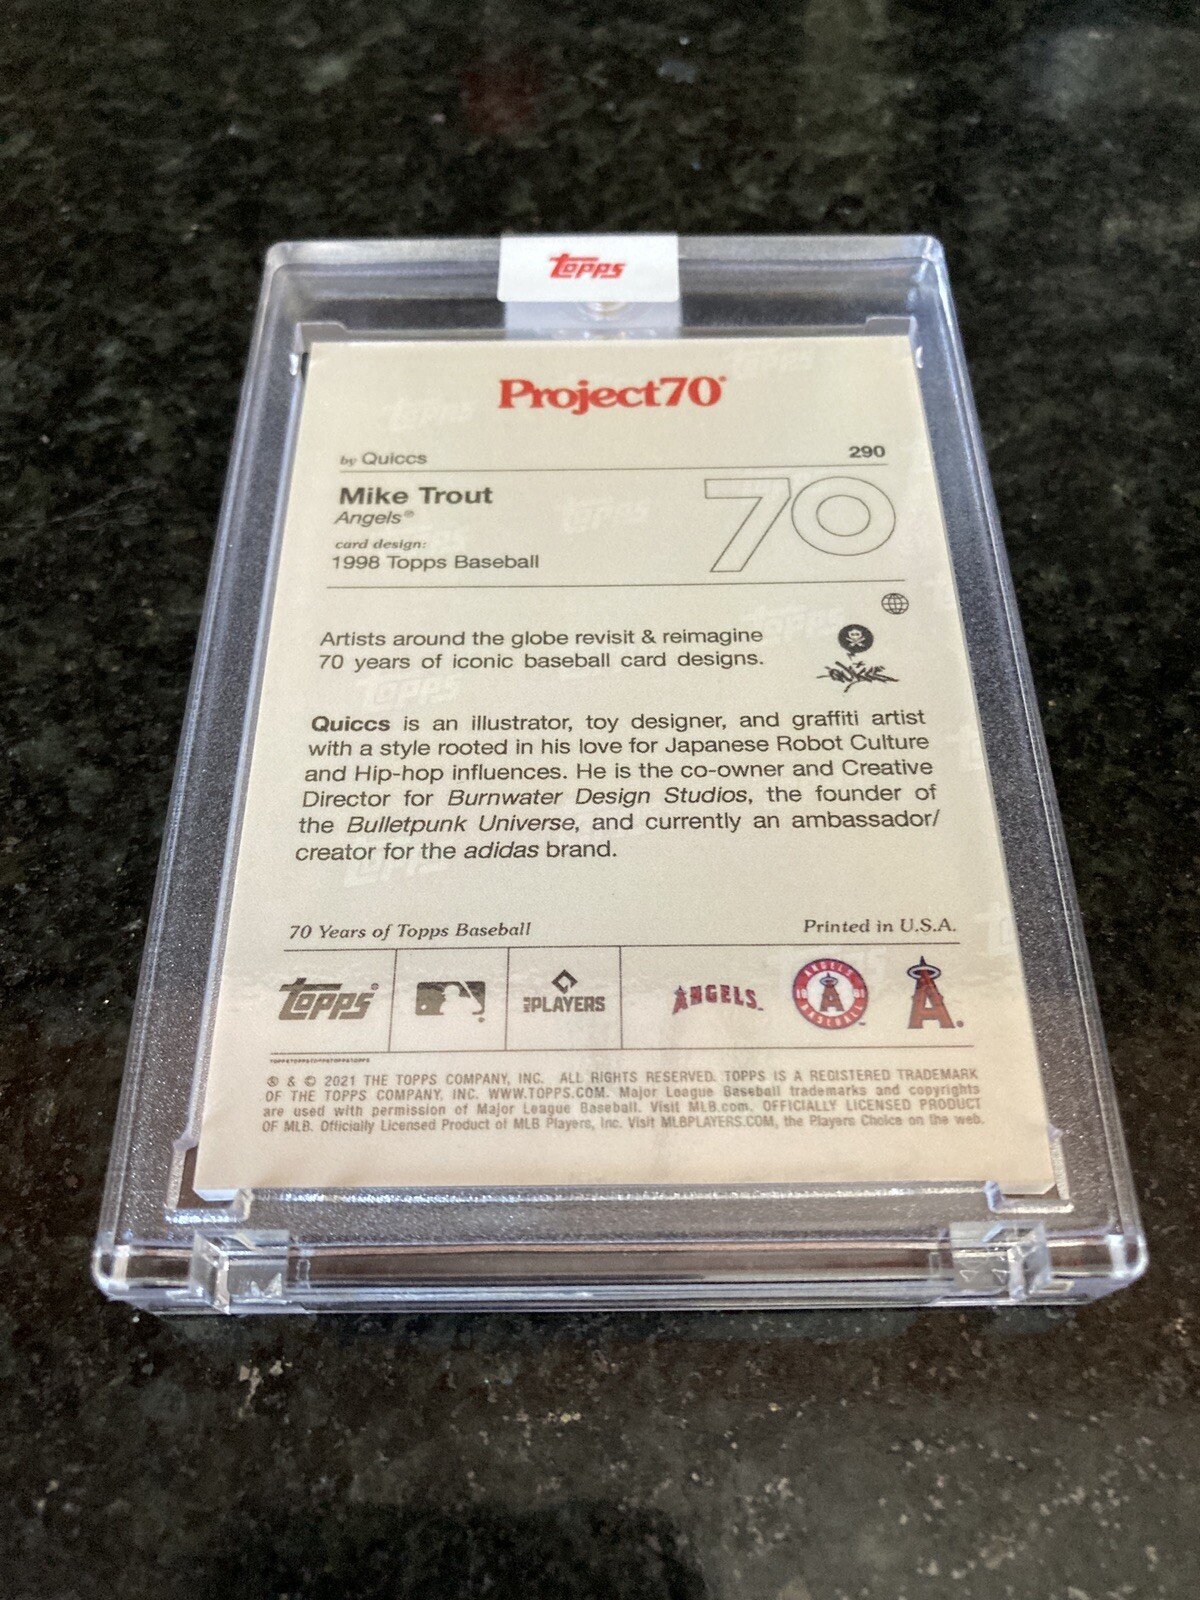 Topps
Project70®
by Quiccs
290
Mike Trout
Angels®
card design:
1998 Topps Baseball
70
Artists around the globe revisit & reimagine
70 years of iconic baseball card designs.
QUICCS
Quiccs is an illustrator, toy designer, and graffiti artist
with a style rooted in his love for Japanese Robot Culture
and Hip-hop influences. He is the co-owner and Creative
Director for Burnwater Design Studios, the founder of
the Bulletpunk Universe, and currently an ambassador/
creator for the adidas brand.
70 Years of Topps Baseball
Printed in U.S.A.
Topps®
MLB PLAYERS
ANGELS™
ANGELS BASEBALL 1961 A
A
TOPPSTOPPSTOPPSTOPPSTOPPS
® & © 2021 THE TOPPS COMPANY, INC. ALL RIGHTS RESERVED. TOPPS IS A REGISTERED TRADEMARK
OF THE TOPPS COMPANY, INC. WWW.TOPPS.COM. Major League Baseball trademarks and copyrights
are used with permission of Major League Baseball. Visit MLB.com. OFFICIALLY LICENSED PRODUCT
OF MLB. Officially Licensed Product of MLB Players, Inc. Visit MLBPLAYERS.COM, the Players Choice on the web.